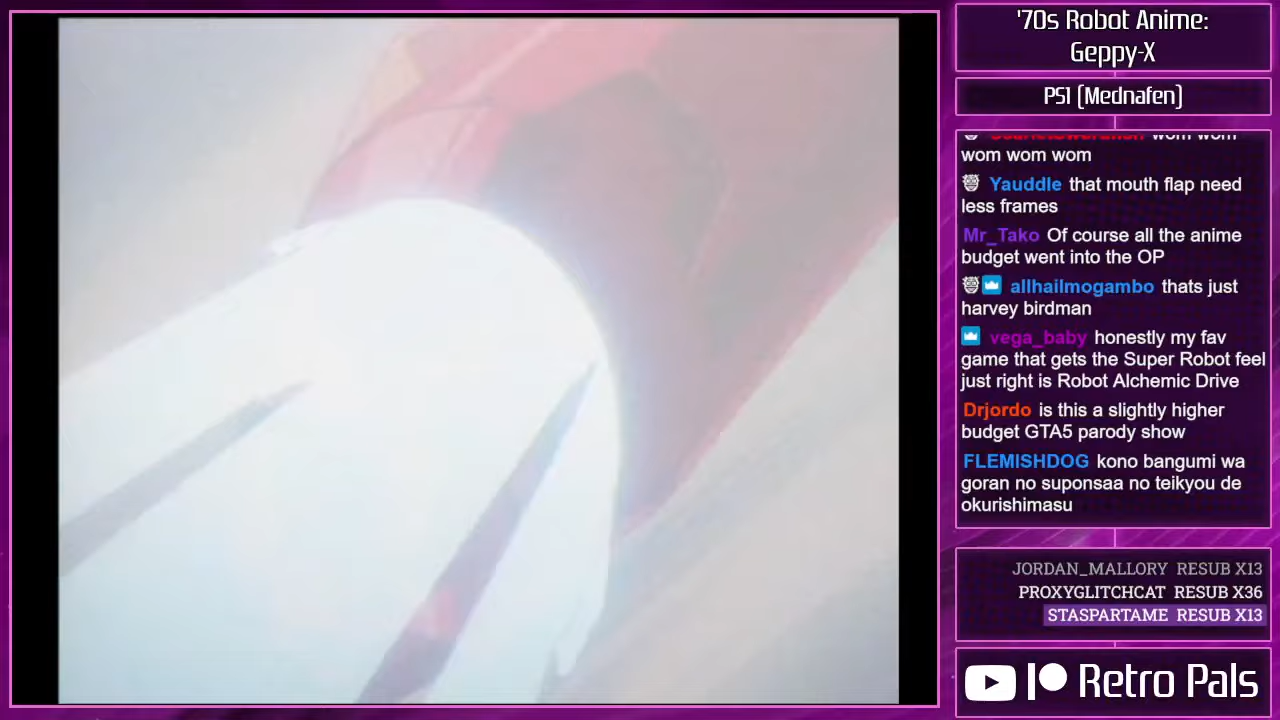 '70s Robot Anime:
Geppy-X
PS1 (Mednafen)
wom wom
wom wom wom
Yauddle that mouth flap need
less frames
Mr_Tako Of course all the anime
budget went into the OP
allhailmogambo thats just
harvey birdman
vega_baby honestly my fav
game that gets the Super Robot feel
just right is Robot Alchemic Drive
Drjordo is this a slightly higher
budget GTA5 parody show
FLEMISHDOG kono bangumi wa
goran no suponsaa no teikyou de
okurishimasu
JORDAN_MALLORY RESUB X13
PROXYGLITCHCAT RESUB X36
STASPARTAME RESUB X13
Retro Pals